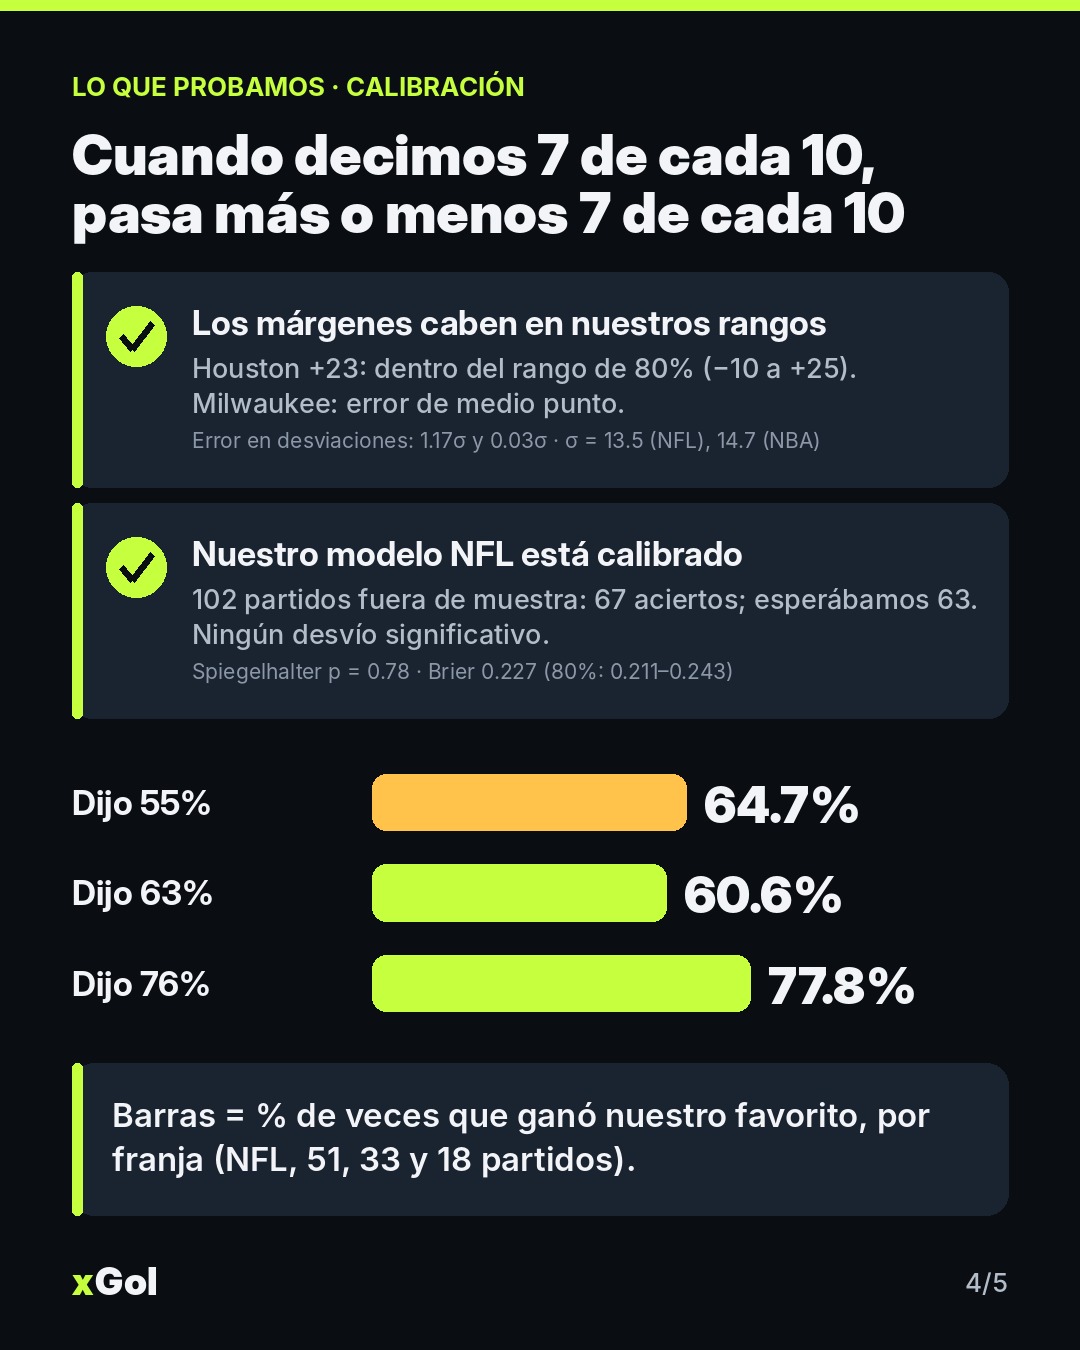 LO QUE PROBAMOS · CALIBRACIÓN
Cuando decimos 7 de cada 10,
pasa más o menos 7 de cada 10
Los márgenes caben en nuestros rangos
Houston +23: dentro del rango de 80% (−10 a +25).
Milwaukee: error de medio punto.
Error en desviaciones: 1.17σ y 0.03σ · σ = 13.5 (NFL), 14.7 (NBA)
Nuestro modelo NFL está calibrado
102 partidos fuera de muestra: 67 aciertos; esperábamos 63.
Ningún desvío significativo.
Spiegelhalter p = 0.78 · Brier 0.227 (80%: 0.211–0.243)
Dijo 55% 64.7%
Dijo 63% 60.6%
Dijo 76% 77.8%
Barras = % de veces que ganó nuestro favorito, por
franja (NFL, 51, 33 y 18 partidos).
xGol 4/5